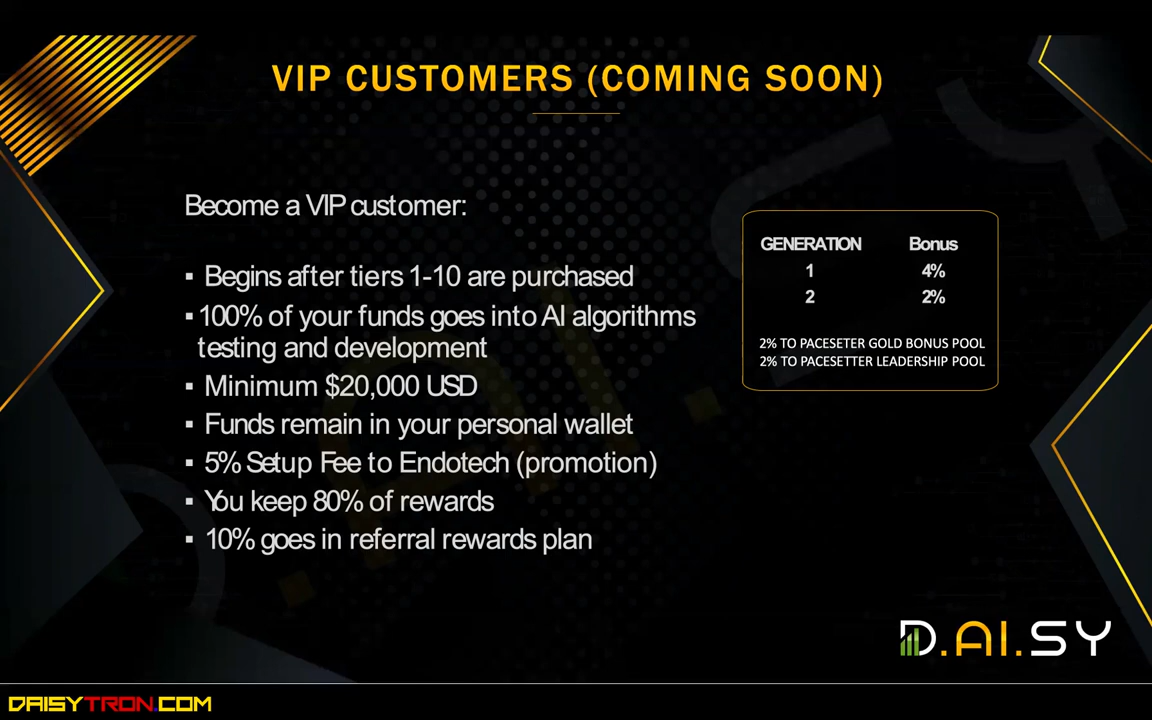 VIP CUSTOMERS (COMING SOON)
Become a VIP customer:
▪ Begins after tiers 1-10 are purchased
▪ 100% of your funds goes into AI algorithms
testing and development
▪ Minimum $20,000 USD
▪ Funds remain in your personal wallet
▪ 5% Setup Fee to Endotech (promotion)
▪ You keep 80% of rewards
▪ 10% goes in referral rewards plan
GENERATION Bonus
1 4%
2 2%
2% TO PACESETER GOLD BONUS POOL
2% TO PACESETTER LEADERSHIP POOL
D.AI.SY
DAISYTRON.COM